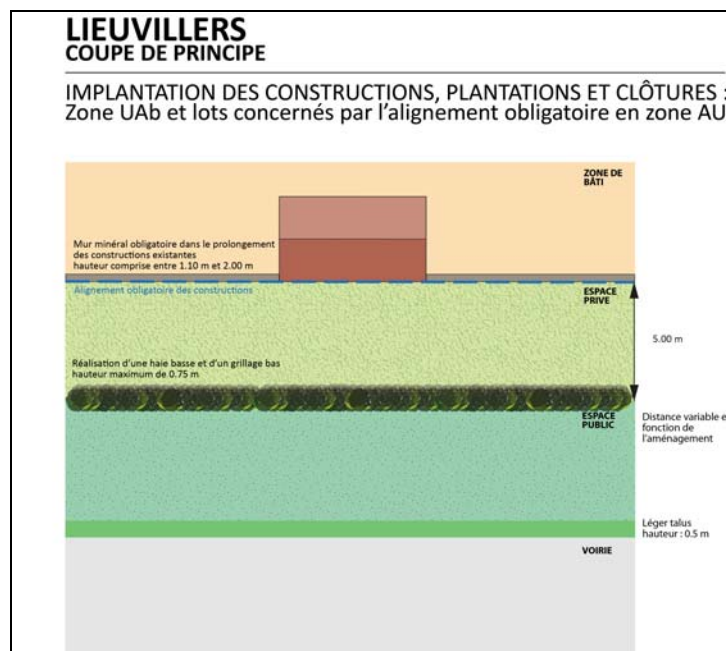 LIEUVILLERS
COUPE DE PRINCIPE
IMPLANTATION DES CONSTRUCTIONS, PLANTATIONS ET CLÔTURES :
Zone UAb et lots concernés par l'alignement obligatoire en zone AU
ZONE DE
BÂTI
Mur minéral obligatoire dans le prolongement
des constructions existantes
hauteur comprise entre 1.10 m et 2.00 m
Alignement obligatoire des constructions
ESPACE
PRIVE
5.00 m
Réalisation d'une haie basse et d'un grillage bas
hauteur maximum de 0.75 m
ESPACE
PUBLIC
Distance variable e
fonction de
l'aménagement
Léger talus
hauteur : 0.5 m
VOIRIE